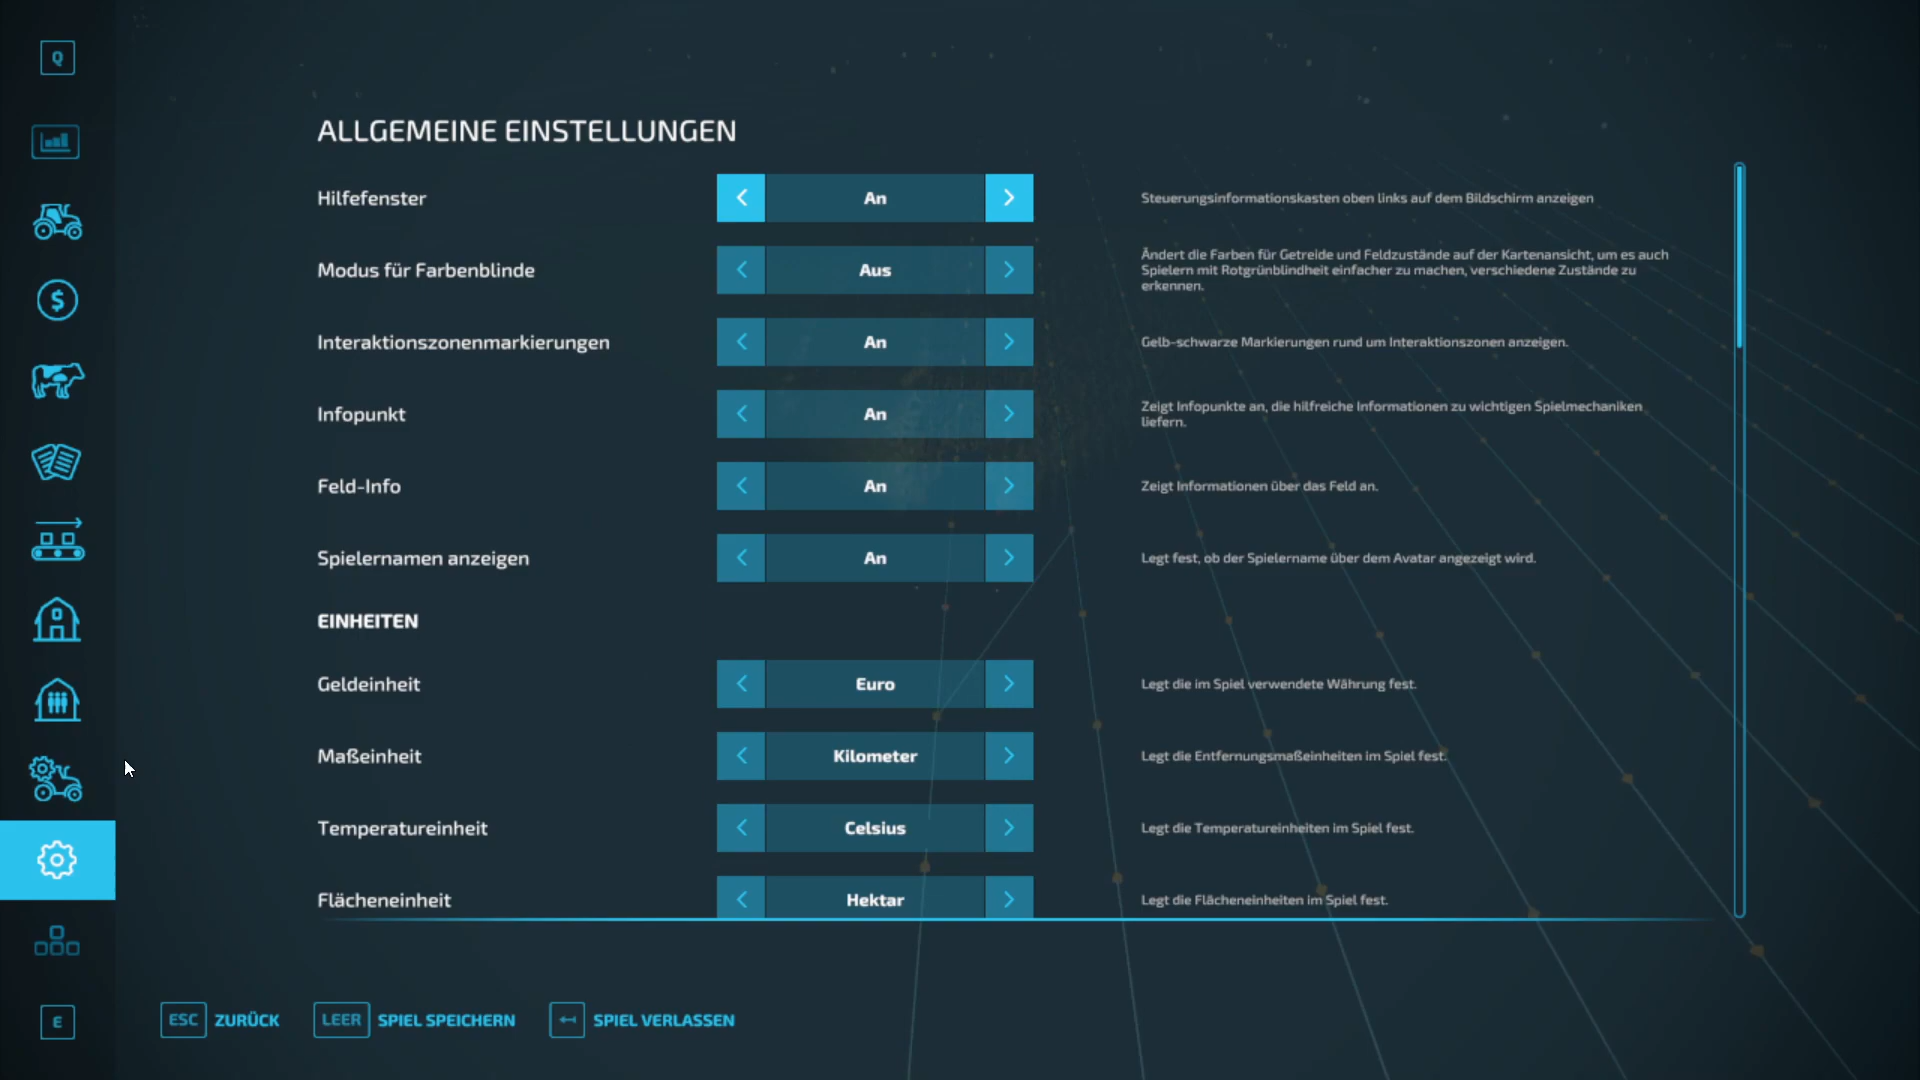 Q
ALLGEMEINE EINSTELLUNGEN
Hilfefenster
An
Steuerungsinformationskasten oben links auf dem Bildschirm anzeigen
Modus für Farbenblinde
Aus
Ändert die Farben für Getreide und Feldzustände auf der Kartenansicht, um es auch
Spielern mit Rotgrünblindheit einfacher zu machen, verschiedene Zustände zu
erkennen.
Interaktionszonenmarkierungen
An
Gelb-schwarze Markierungen rund um Interaktionszonen anzeigen.
Infopunkt
An
Zeigt Infopunkte an, die hilfreiche Informationen zu wichtigen Spielmechaniken
liefern.
Feld-Info
An
Zeigt Informationen über das Feld an.
Spielernamen anzeigen
An
Legt fest, ob der Spielername über dem Avatar angezeigt wird.
EINHEITEN
Geldeinheit
Euro
Legt die im Spiel verwendete Währung fest.
Maßeinheit
Kilometer
Legt die Entfernungsmaßeinheiten im Spiel fest.
Temperatureinheit
Celsius
Legt die Temperatureinheiten im Spiel fest.
Flächeneinheit
Hektar
Legt die Flächeneinheiten im Spiel fest.
E
ESC ZURÜCK
LEER SPIEL SPEICHERN
SPIEL VERLASSEN